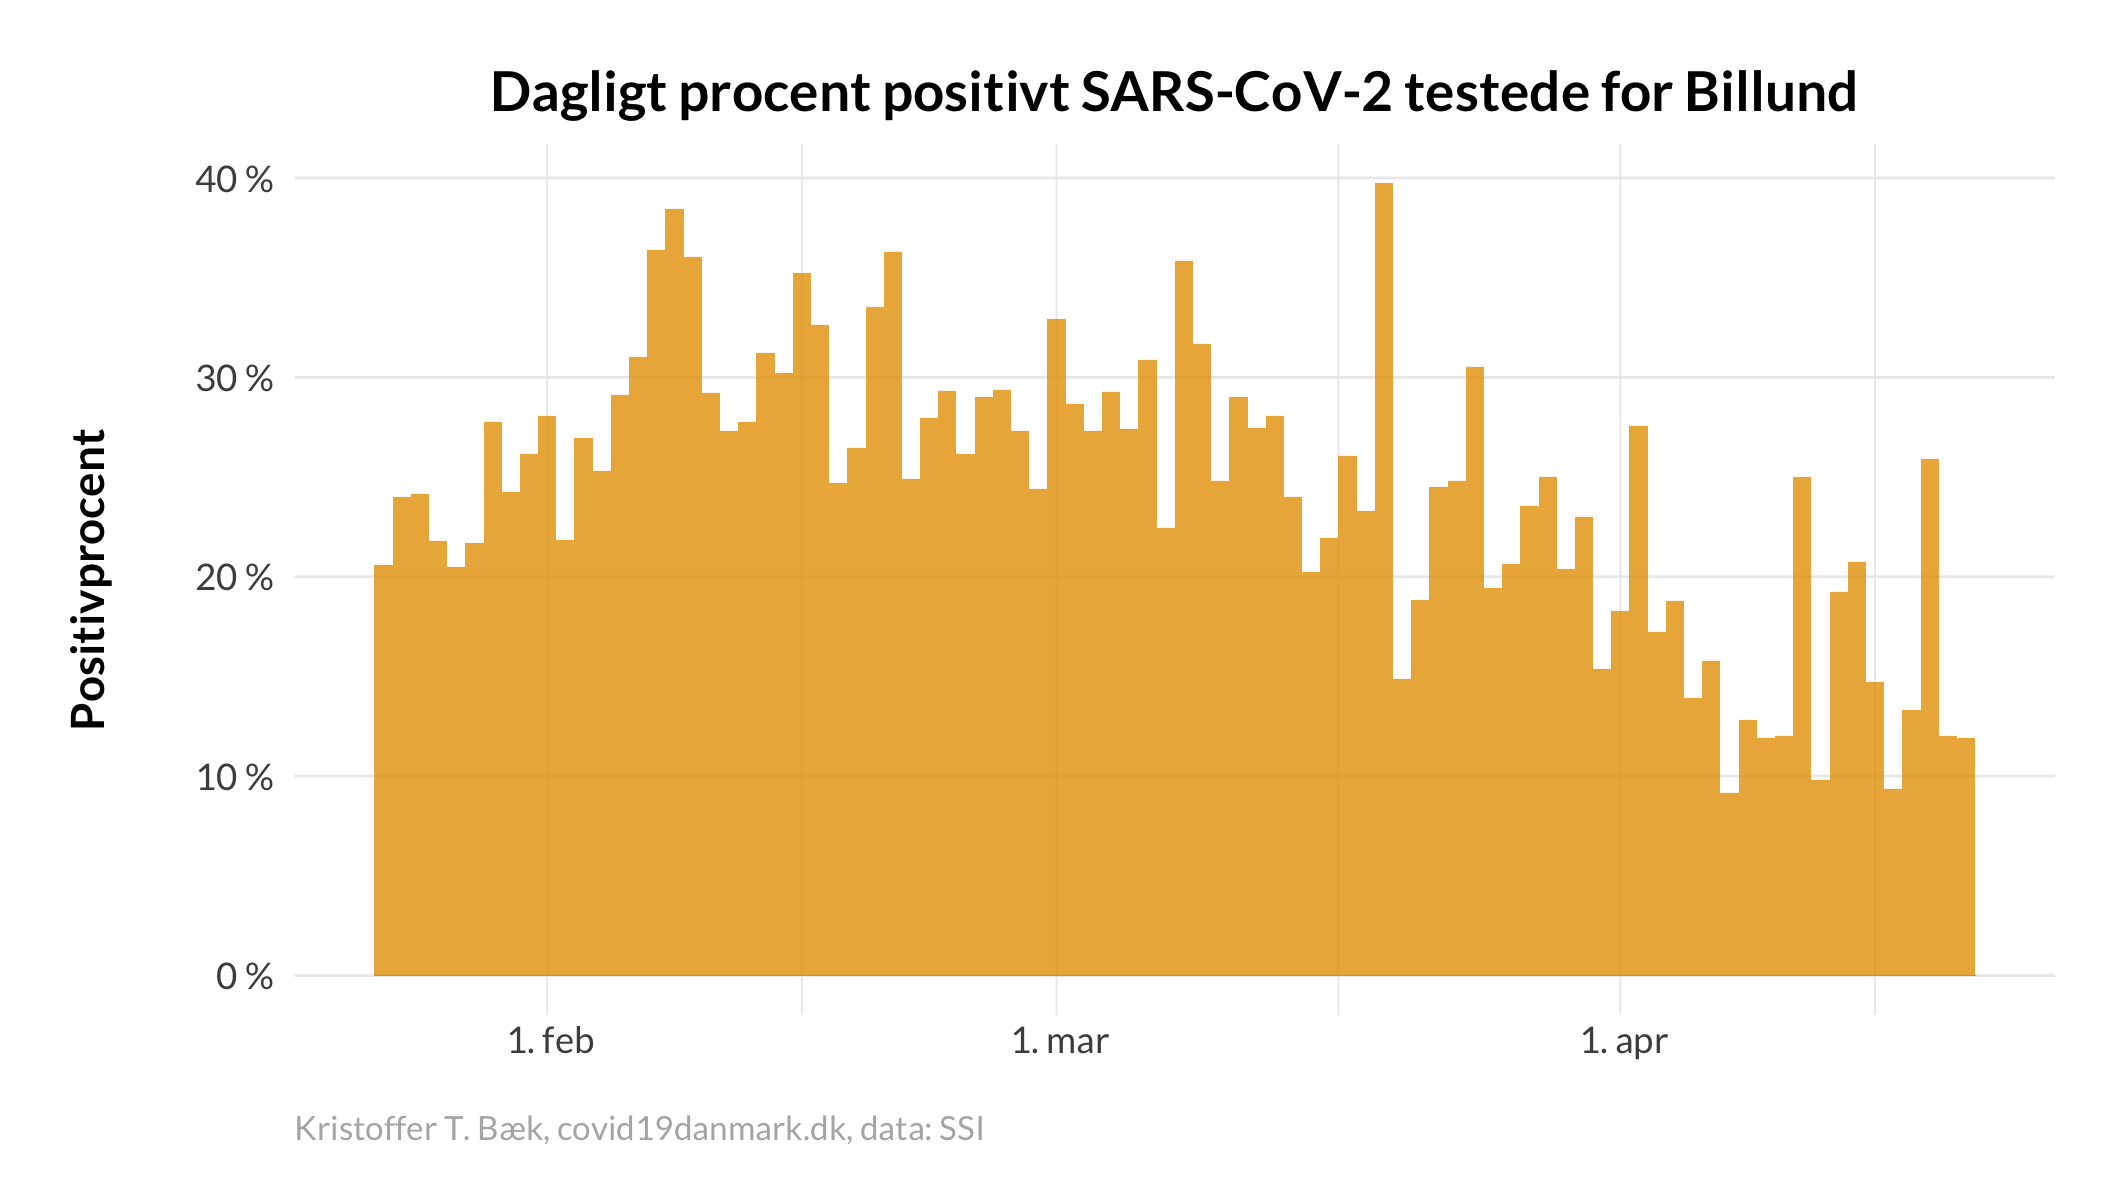 Dagligt procent positivt SARS-CoV-2 testede for Billund
Positivprocent
40 %
30 %
20 %
10 %
0 %
1. feb
1. mar
1. apr
Kristoffer T. Bæk, covid19danmark.dk, data: SSI